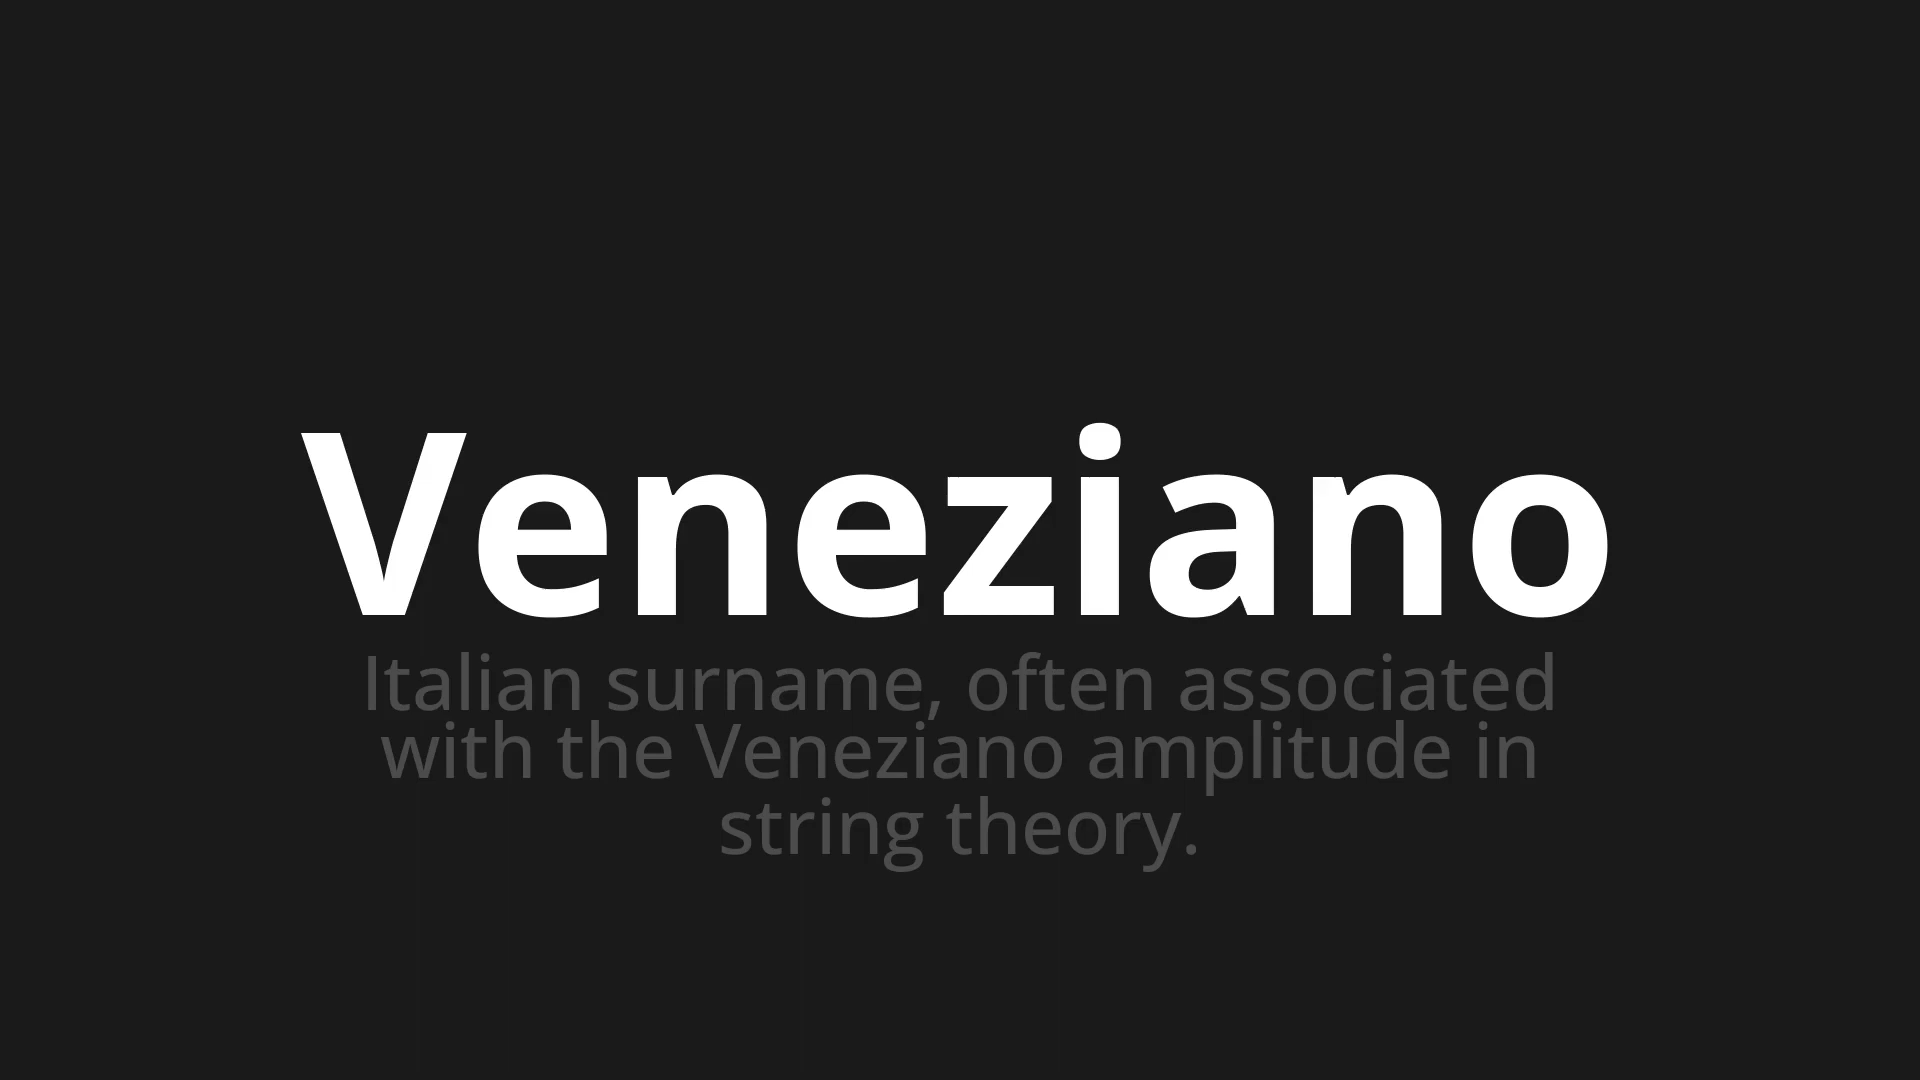 Veneziano
Italian surname, often associated
with the Veneziano amplitude in
string theory.